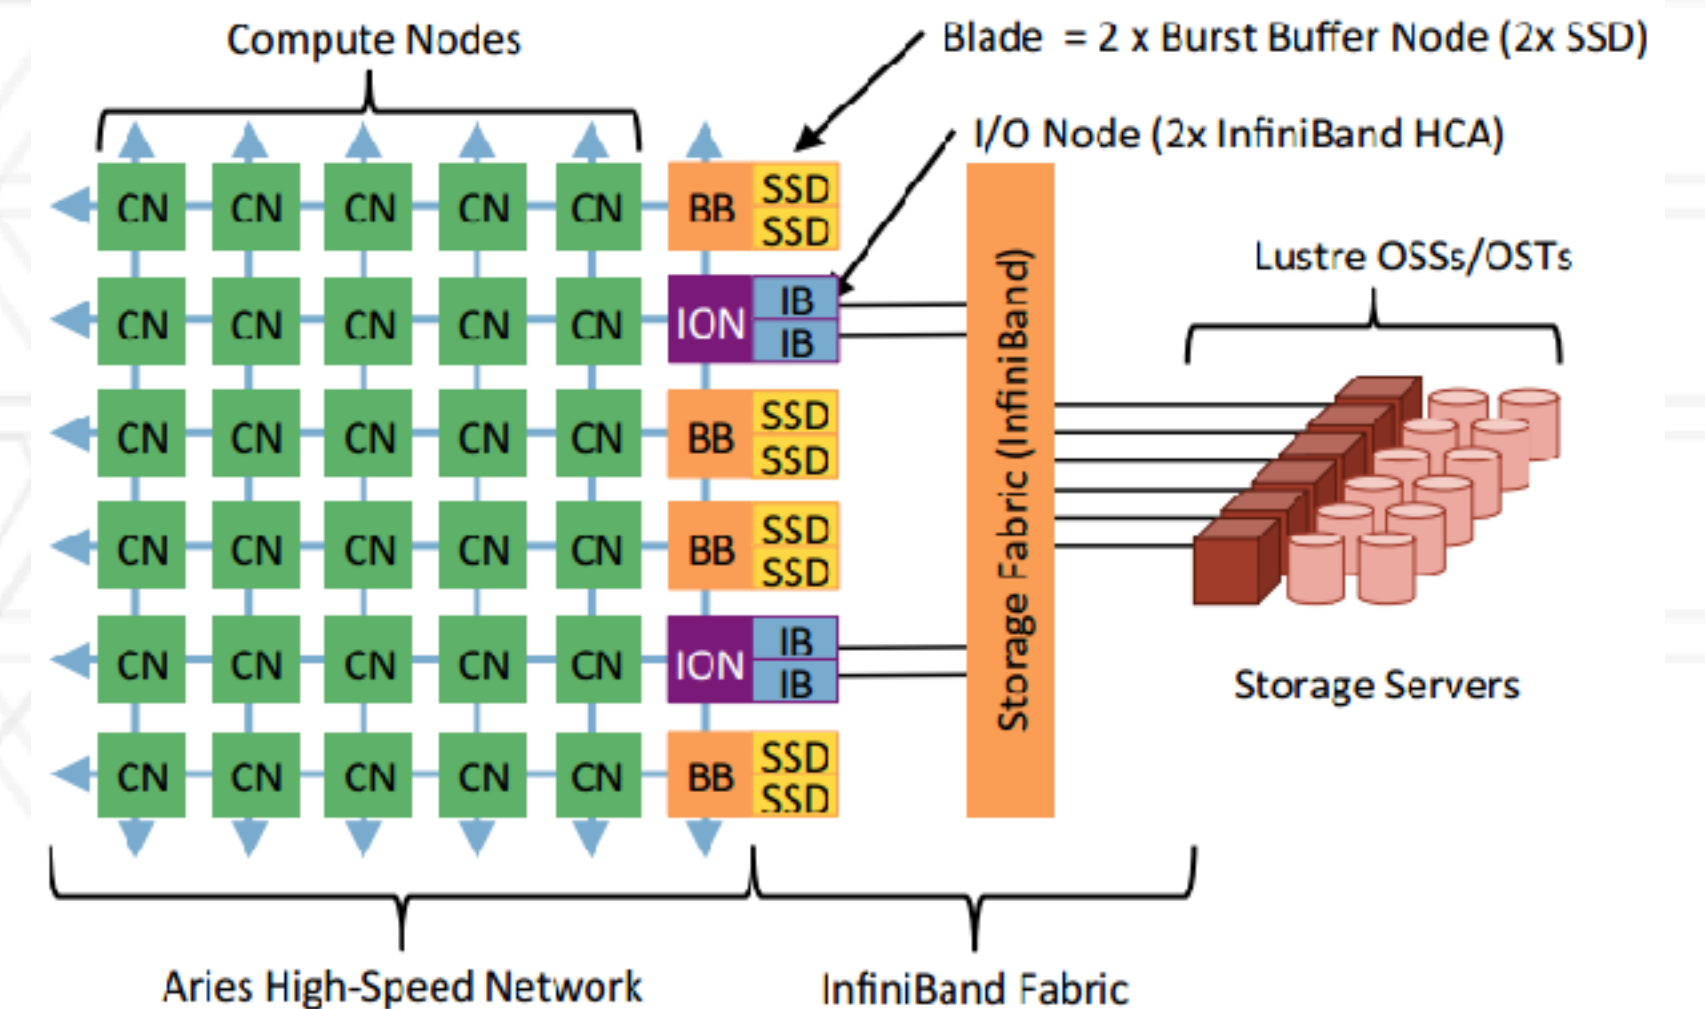 Compute Nodes
Blade = 2 x Burst Buffer Node (2x SSD)
I/O Node (2x InfiniBand HCA)
CN CN CN CN CN BB SSD
SSD
CN CN CN CN CN ION IB
IB
CN CN CN CN CN BB SSD
SSD
CN CN CN CN CN BB SSD
SSD
CN CN CN CN CN ION IB
IB
CN CN CN CN CN BB SSD
SSD
Storage Fabric (InfiniBand)
Lustre OSSs/OSTs
Storage Servers
Aries High-Speed Network
InfiniBand Fabric